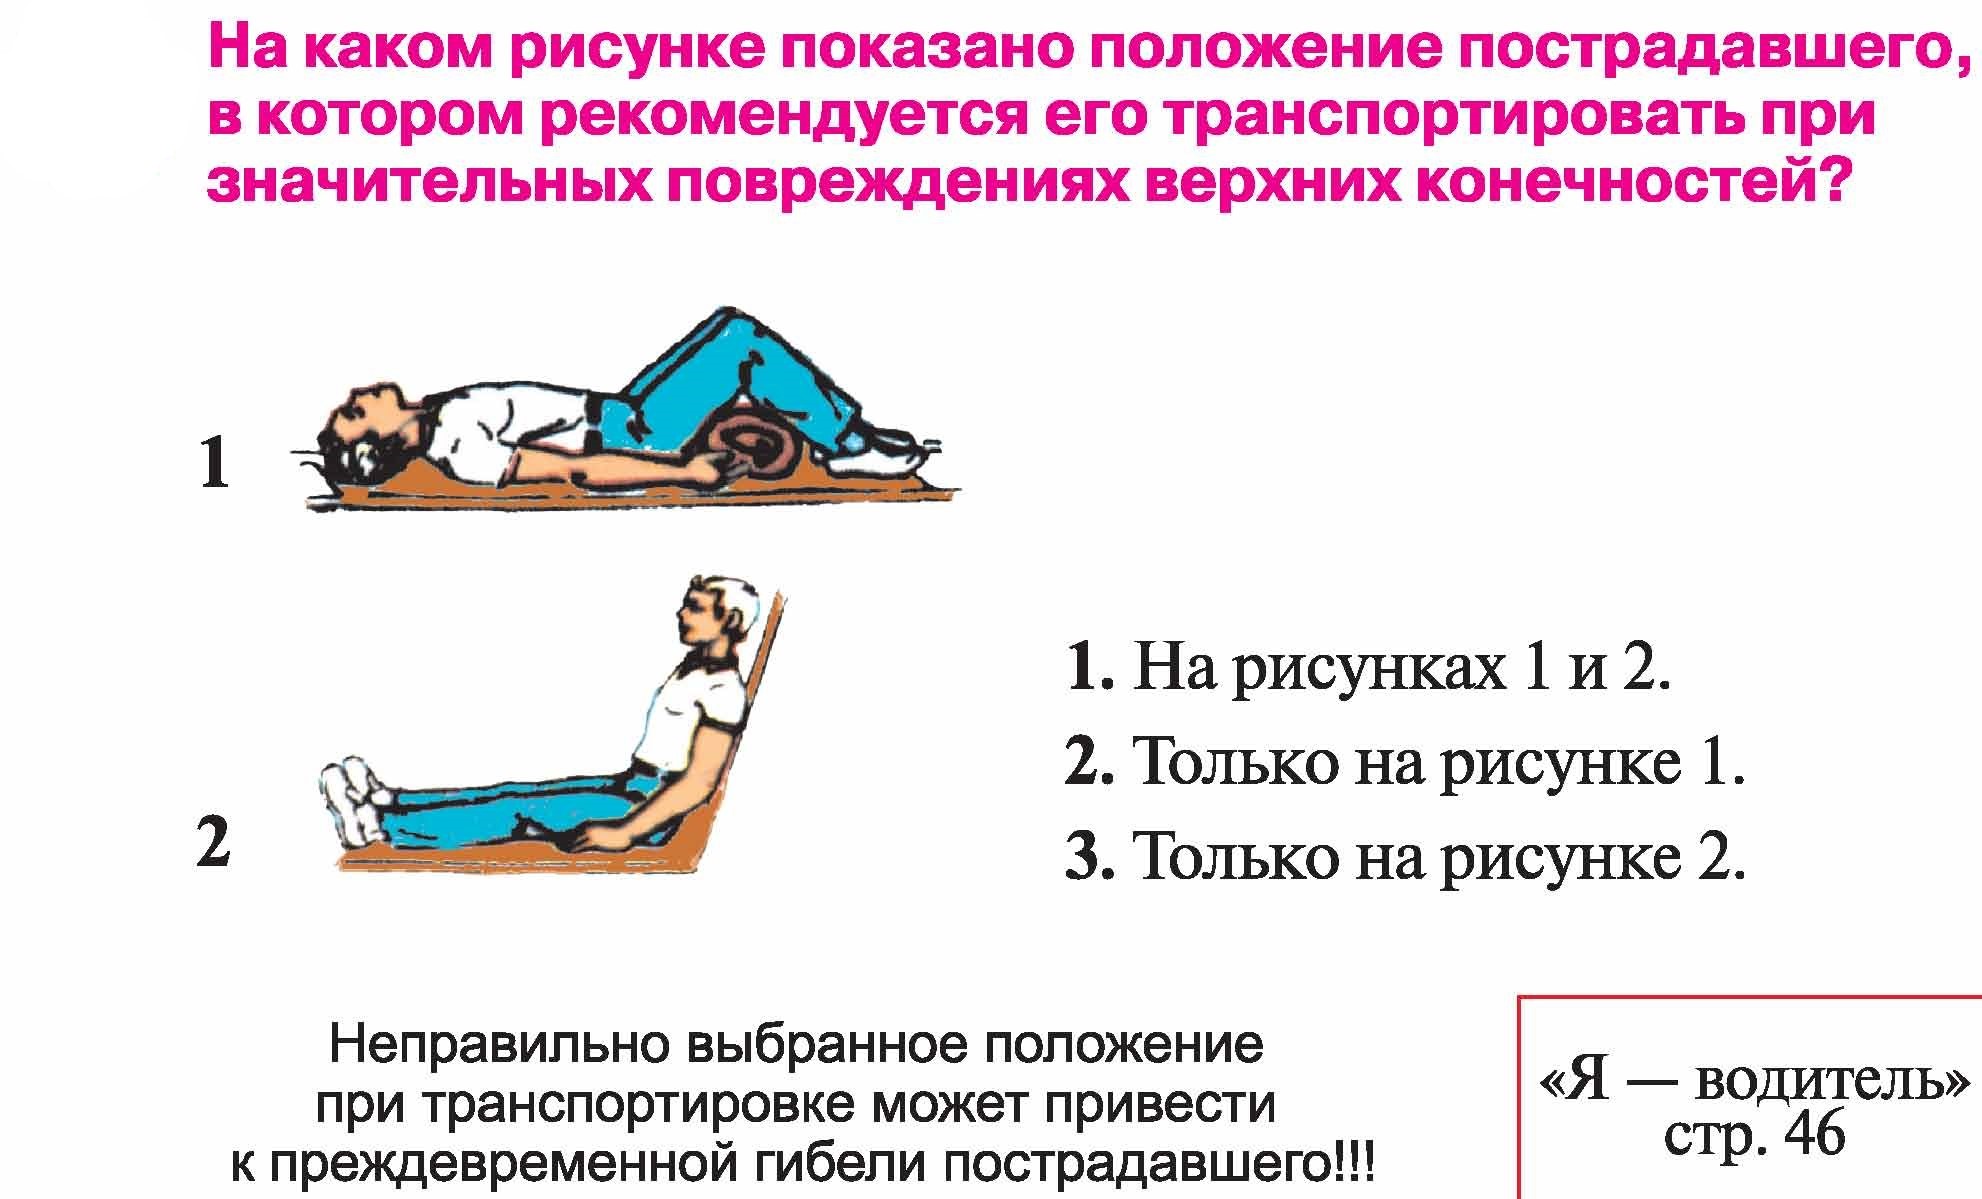 На каком рисунке показано положение пострадавшего,
в котором рекомендуется его транспортировать при
значительных повреждениях верхних конечностей?
1
2
1. На рисунках 1 и 2.
2. Только на рисунке 1.
3. Только на рисунке 2.
Неправильно выбранное положение
при транспортировке может привести
к преждевременной гибели пострадавшего!!!
«Я — водитель»
стр. 46